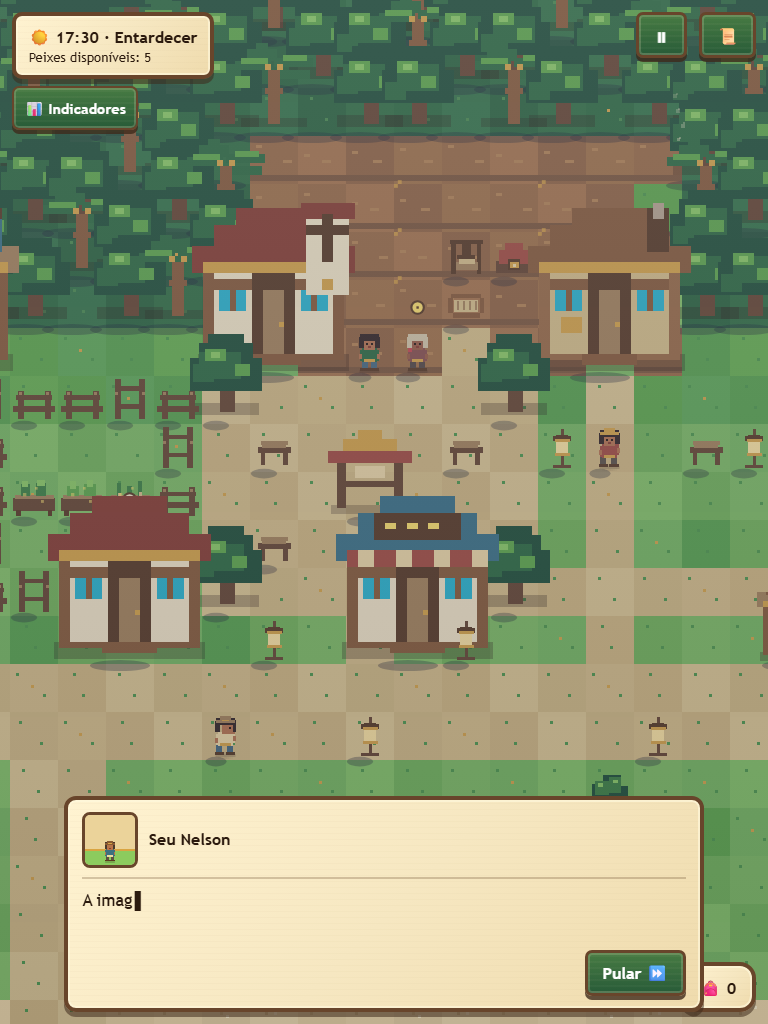 17:30 · Entardecer
Peixes disponíveis: 5
Indicadores
Seu Nelson
A imag
Pular
0